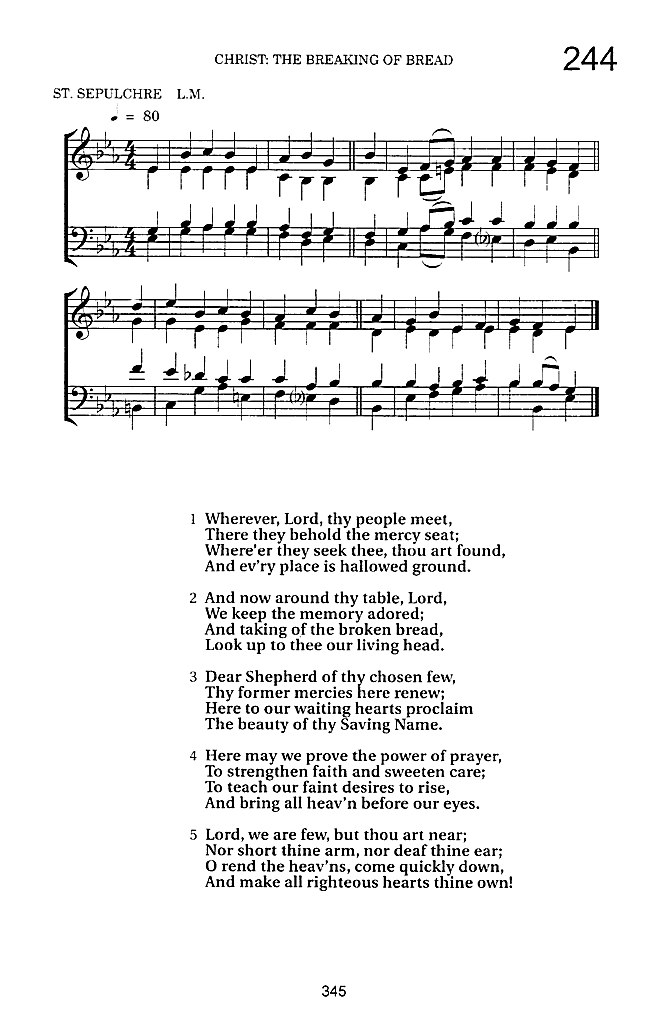 CHRIST: THE BREAKING OF BREAD
244
ST. SEPULCHRE L.M.
♩ = 80
1 Wherever, Lord, thy people meet,
There they behold the mercy seat;
Where'er they seek thee, thou art found,
And ev'ry place is hallowed ground.
2 And now around thy table, Lord,
We keep the memory adored;
And taking of the broken bread,
Look up to thee our living head.
3 Dear Shepherd of thy chosen few,
Thy former mercies here renew;
Here to our waiting hearts proclaim
The beauty of thy Saving Name.
4 Here may we prove the power of prayer,
To strengthen faith and sweeten care;
To teach our faint desires to rise,
And bring all heav'n before our eyes.
5 Lord, we are few, but thou art near;
Nor short thine arm, nor deaf thine ear;
O rend the heav'ns, come quickly down,
And make all righteous hearts thine own!
345